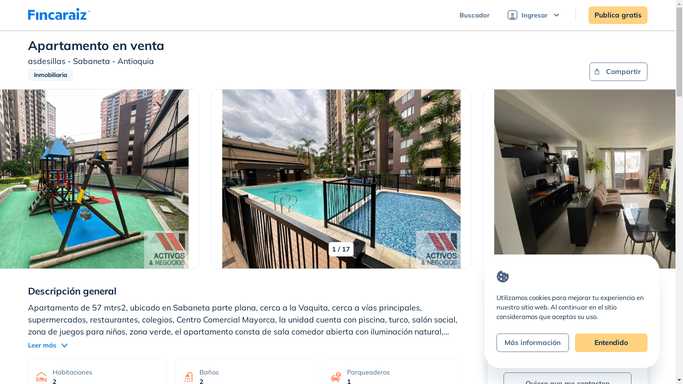 Fincaraiz
Buscador
Ingresar
Publica gratis
Apartamento en venta
asdesillas - Sabaneta - Antioquia
Inmobiliaria
Compartir
ACTIVOS
& NEGOCIOS
1 / 17
ACTIVOS
& NEGOCIOS
Descripción general
Apartamento de 57 mtrs2, ubicado en Sabaneta parte plana, cerca a la Vaquita, cerca a vías principales,
supermercados, restaurantes, colegios, Centro Comercial Mayorca, la unidad cuenta con piscina, turco, salón social,
zona de juegos para niños, zona verde, el apartamento consta de sala comedor abierta con iluminación natural,...
Leer más
Habitaciones
2
Baños
2
Parqueaderos
1
Utilizamos cookies para mejorar tu experiencia en
nuestro sitio web. Al continuar en el sitio
consideramos que aceptas su uso.
Más información
Entendido
Quiero que me contacten